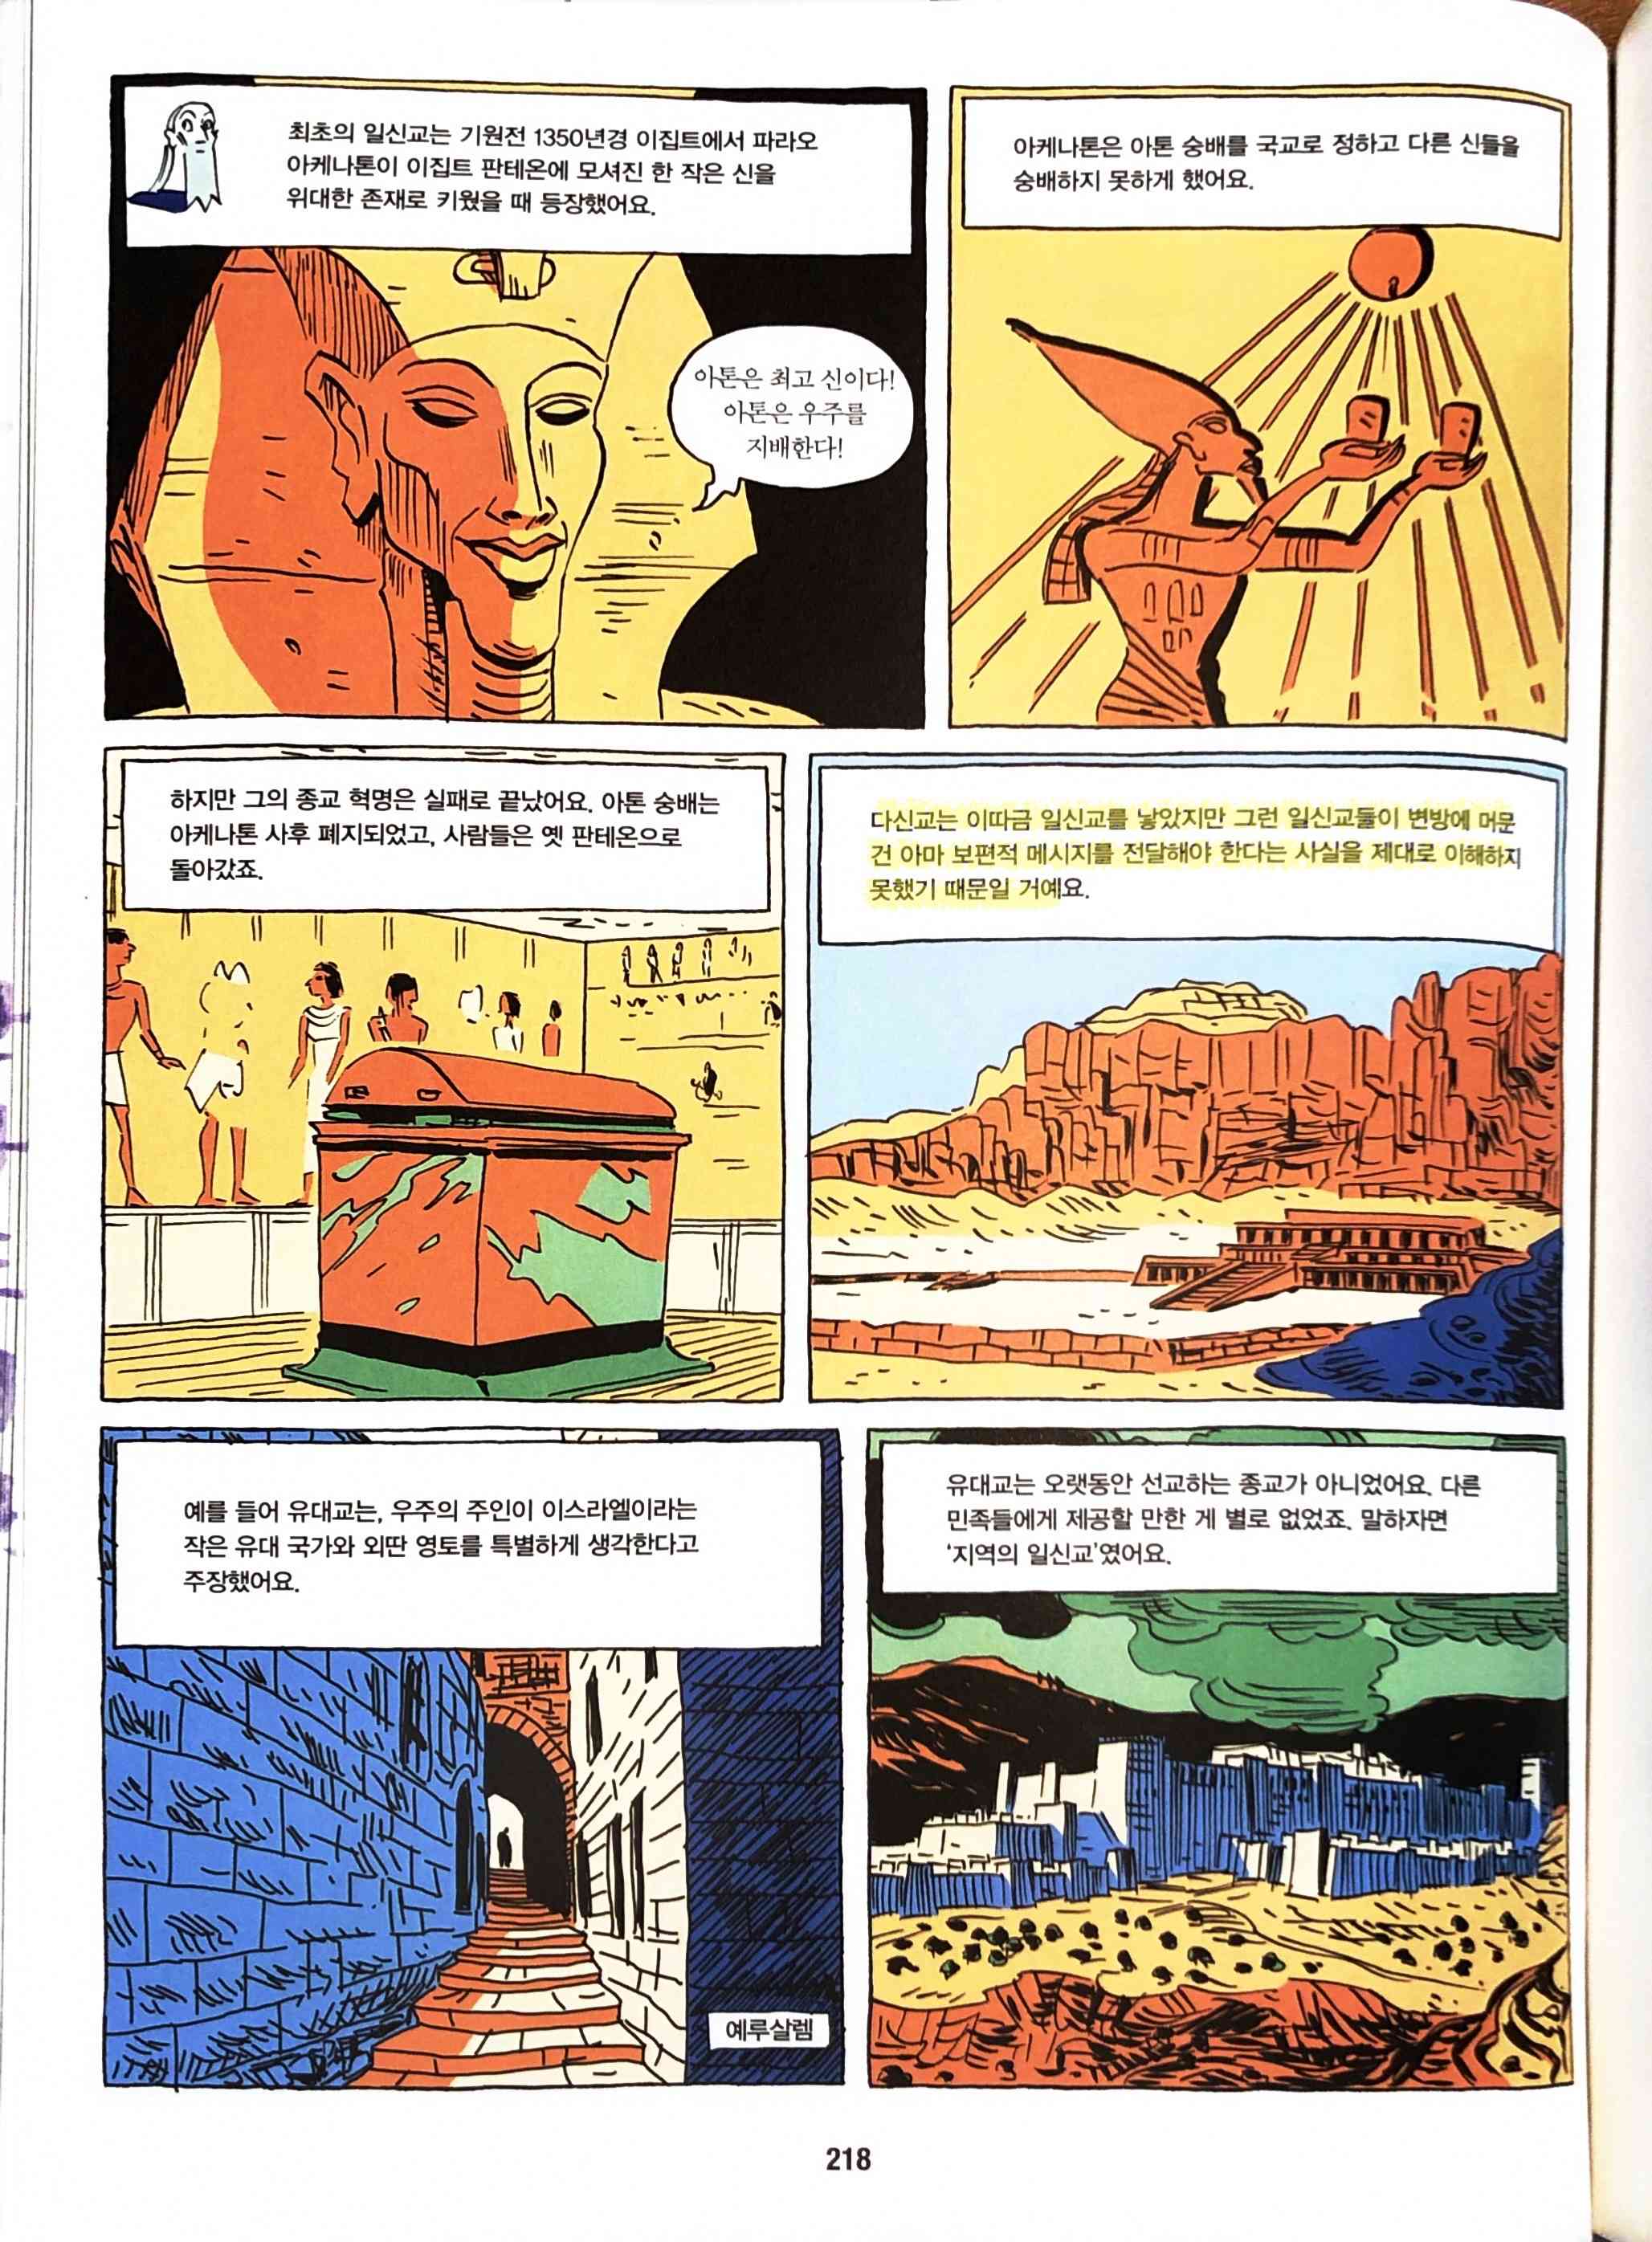 최초의 일신교는 기원전 1350년경 이집트에서 파라오
아케나톤이 이집트 판테온에 모셔진 한 작은 신을
위대한 존재로 키웠을 때 등장했어요.
아톤은 최고 신이다!
아톤은 우주를
지배한다!
아케나톤은 아톤 숭배를 국교로 정하고 다른 신들을
숭배하지 못하게 했어요.
하지만 그의 종교 혁명은 실패로 끝났어요. 아톤 숭배는
아케나톤 사후 폐지되었고, 사람들은 옛 판테온으로
돌아갔죠.
다신교는 이따금 일신교를 낳았지만 그런 일신교들이 변방에 머문
건 아마 보편적 메시지를 전달해야 한다는 사실을 제대로 이해하지
못했기 때문일 거예요.
예를 들어 유대교는, 우주의 주인이 이스라엘이라는
작은 유대 국가와 외딴 영토를 특별하게 생각한다고
주장했어요.
예루살렘
유대교는 오랫동안 선교하는 종교가 아니었어요. 다른
민족들에게 제공할 만한 게 별로 없었죠. 말하자면
‘지역의 일신교’였어요.
218